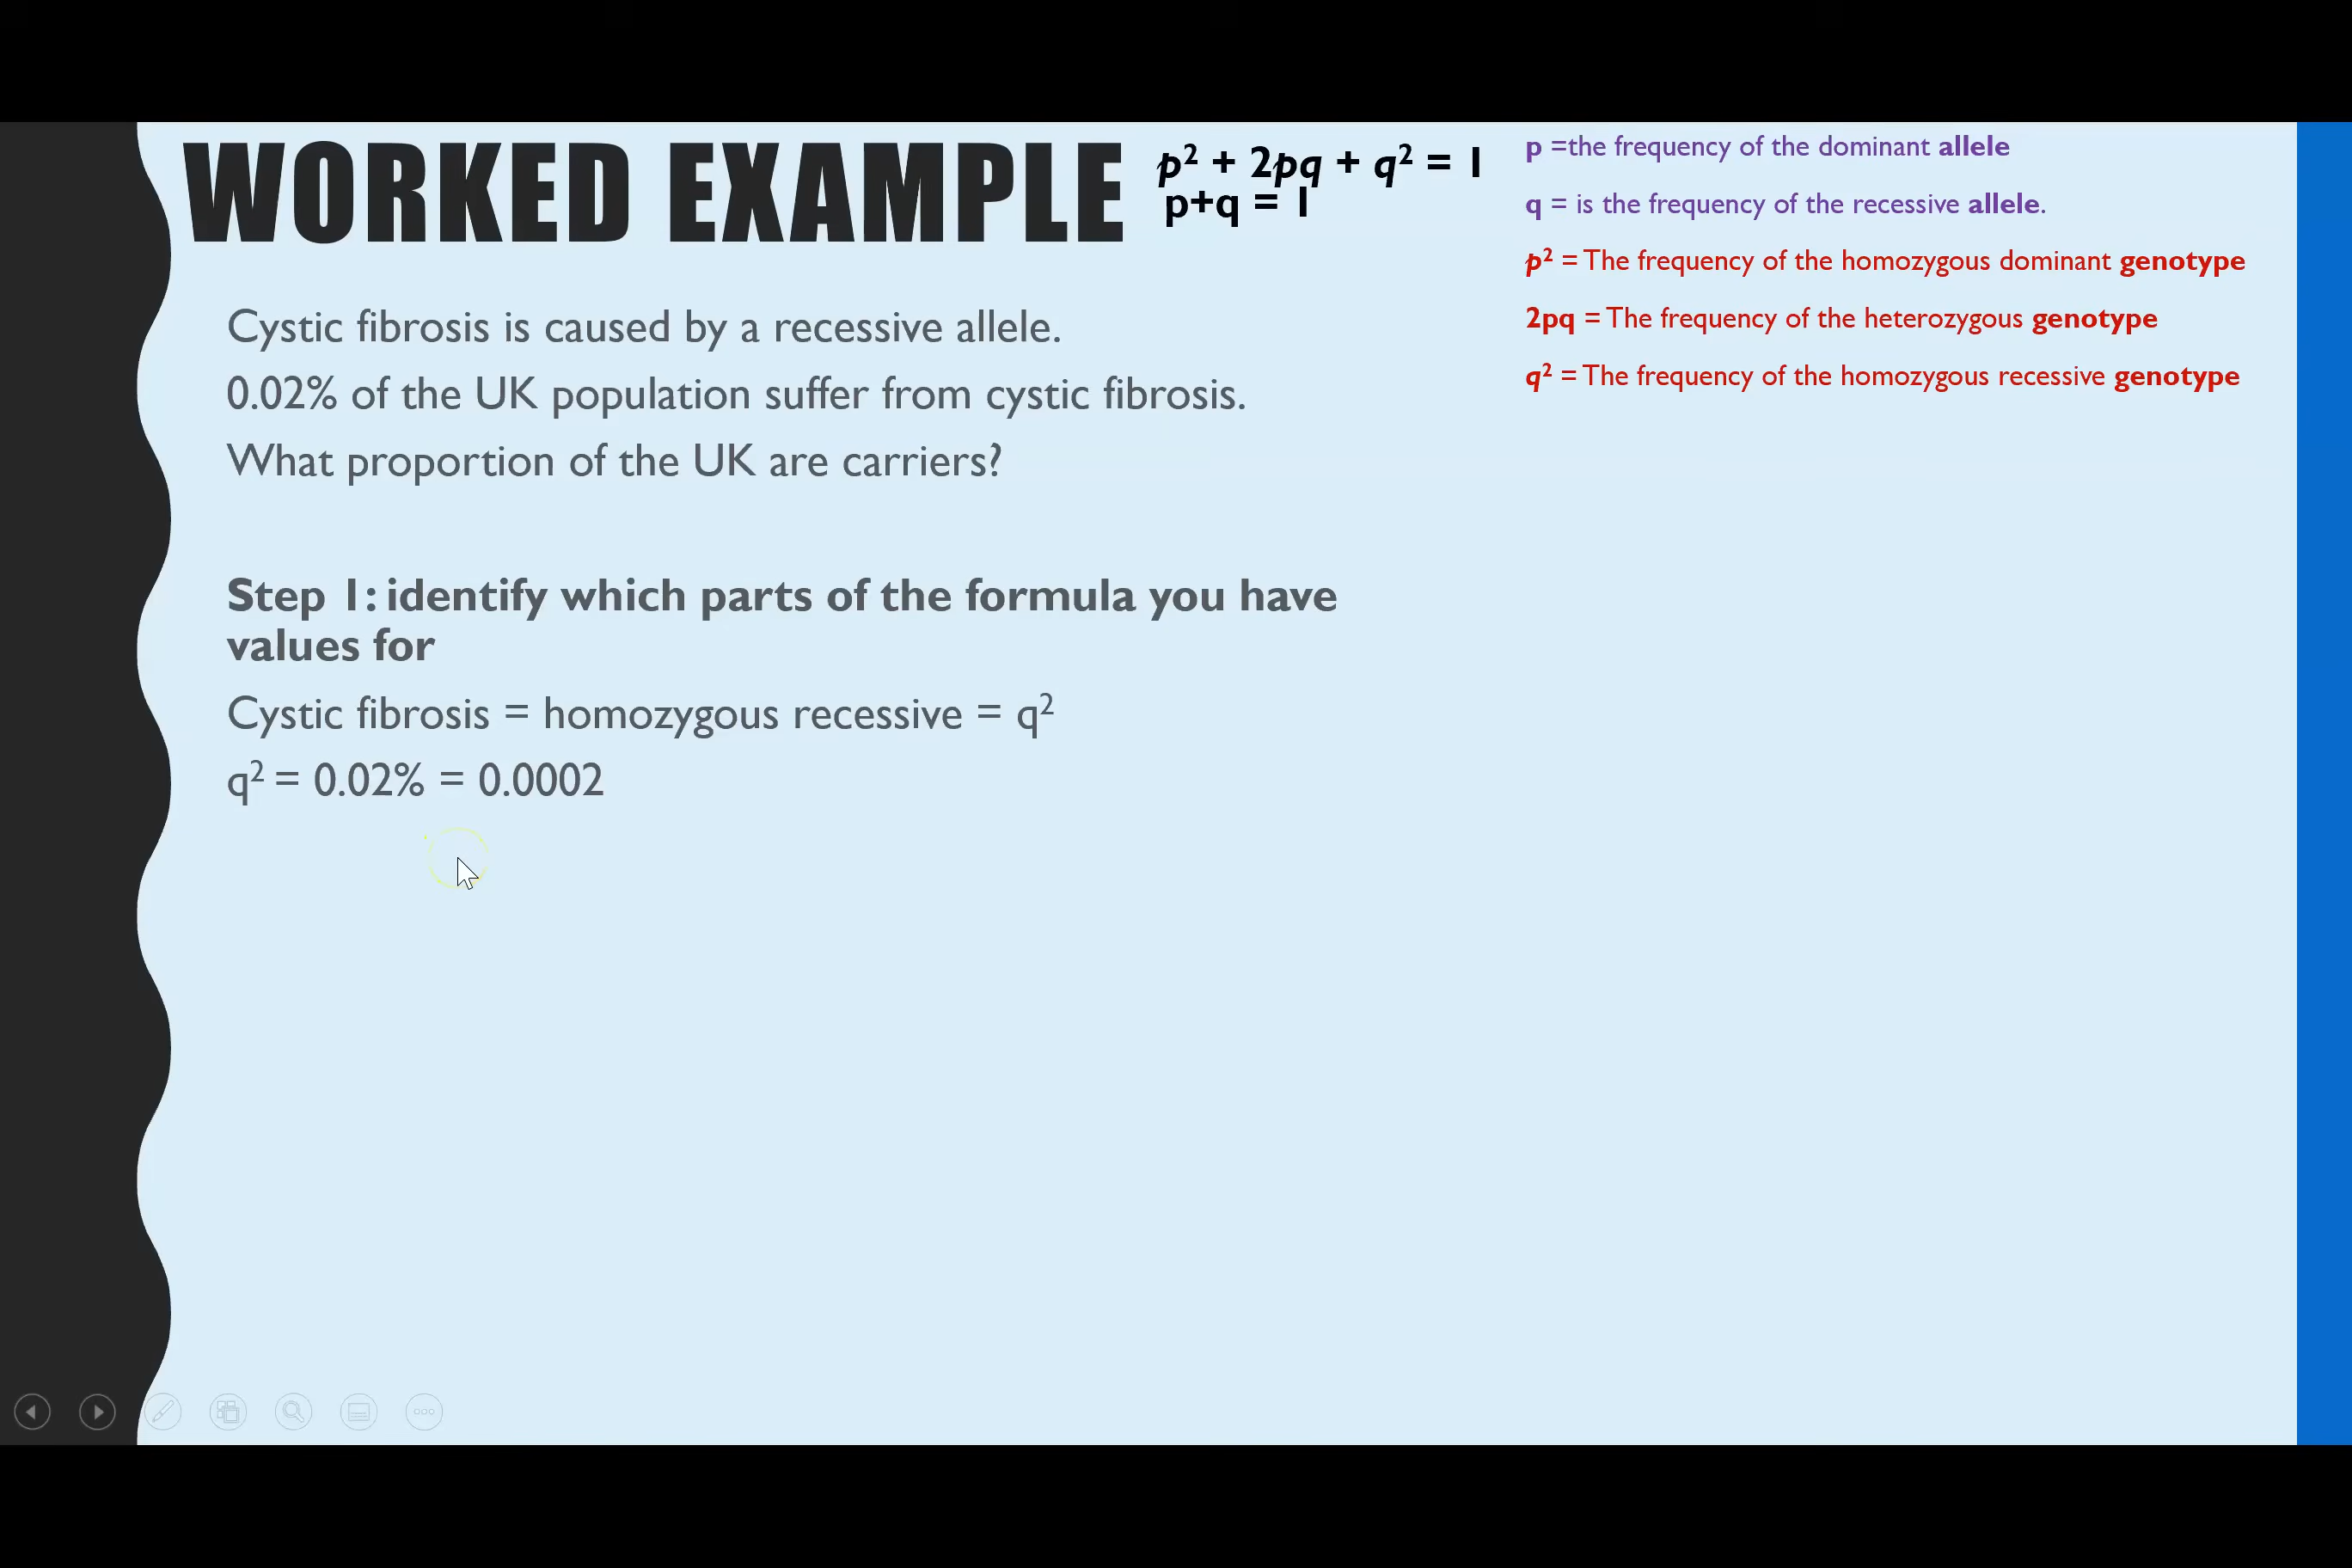 WORKED EXAMPLE
p² + 2pq + q² = 1
p+q = 1
p =the frequency of the dominant allele
q = is the frequency of the recessive allele.
p² = The frequency of the homozygous dominant genotype
2pq = The frequency of the heterozygous genotype
q² = The frequency of the homozygous recessive genotype
Cystic fibrosis is caused by a recessive allele.
0.02% of the UK population suffer from cystic fibrosis.
What proportion of the UK are carriers?
Step 1: identify which parts of the formula you have
values for
Cystic fibrosis = homozygous recessive = q²
q² = 0.02% = 0.0002